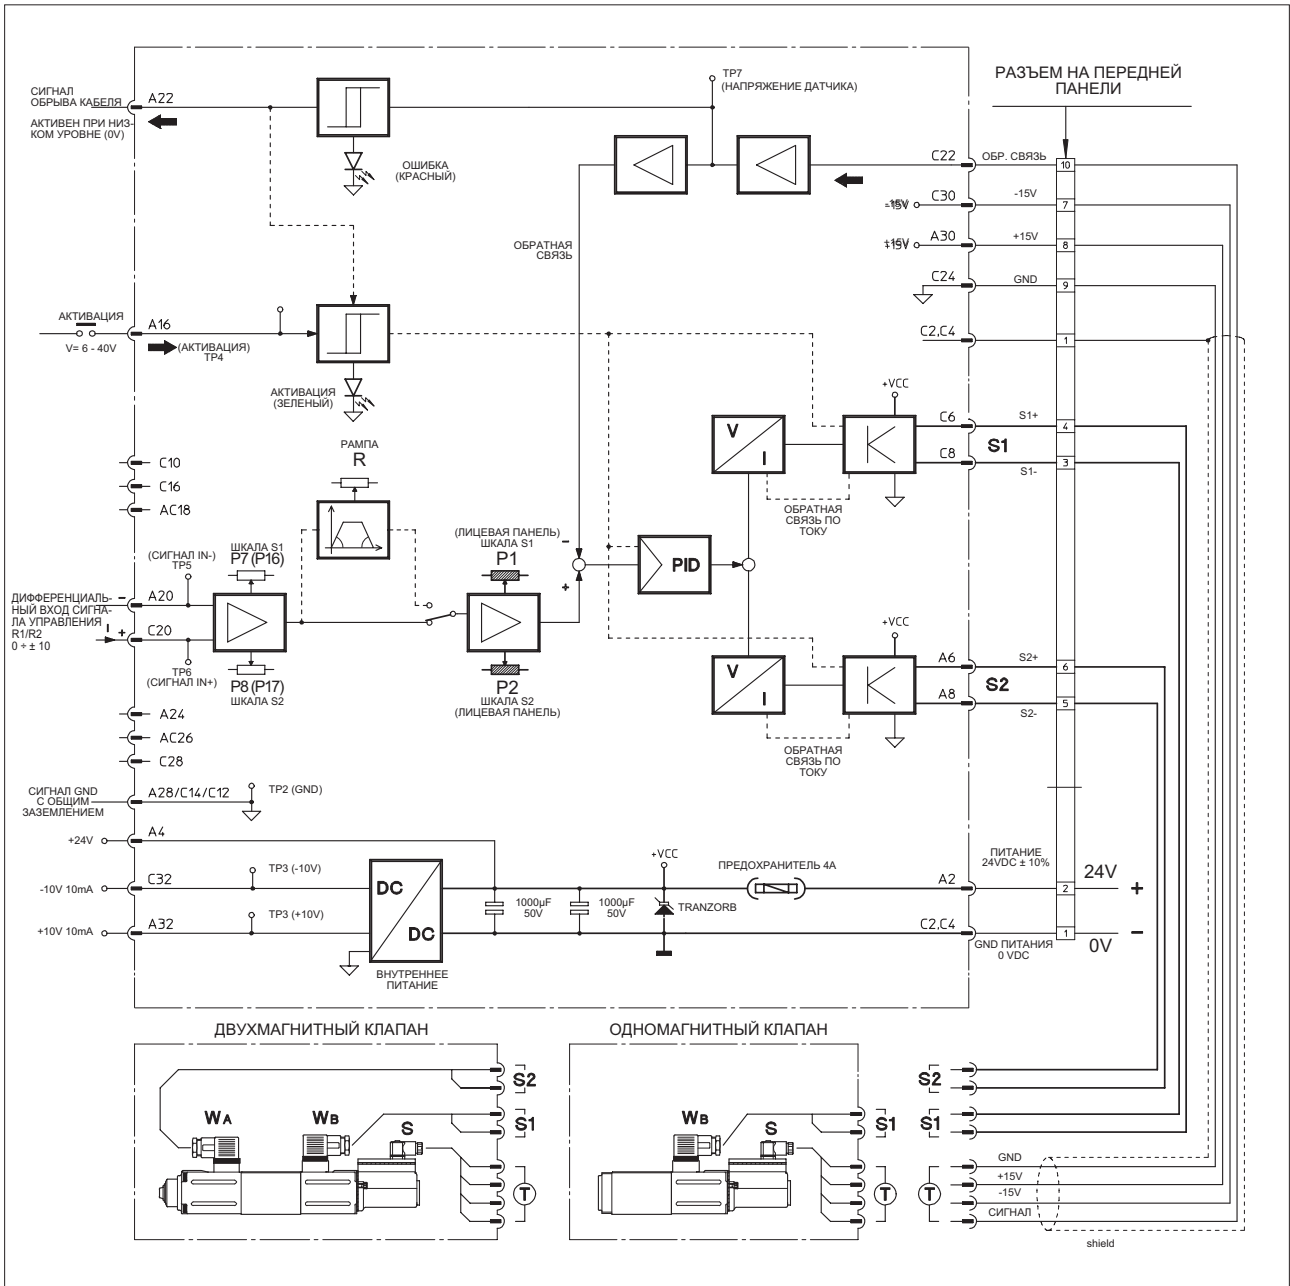 СИГНАЛ
ОБРЫВА КАБЕЛЯ
A22
АКТИВЕН ПРИ НИЗ-
КОМ УРОВНЕ (0V)
ОШИБКА
(КРАСНЫЙ)
TP7
(НАПРЯЖЕНИЕ ДАТЧИКА)
РАЗЪЕМ НА ПЕРЕДНЕЙ
ПАНЕЛИ
C22
ОБР. СВЯЗЬ
10
-15V
C30
-15V
7
+15V
A30
+15V
8
C24
GND
9
C2,C4
1
ОБРАТНАЯ
СВЯЗЬ
АКТИВАЦИЯ
V= 6 - 40V
A16
(АКТИВАЦИЯ)
TP4
АКТИВАЦИЯ
(ЗЕЛЕНЫЙ)
РАМПА
R
C10
C16
AC18
(СИГНАЛ IN-)
TP5
ШКАЛА S1
P7(P16)
(ЛИЦЕВАЯ ПАНЕЛЬ)
ШКАЛА S1
P1
−
+
PID
ДИФФЕРЕНЦИАЛЬ-
НЫЙ ВХОД СИГНА-
ЛА УПРАВЛЕНИЯ
R1/R2
0 ÷ ± 10
−
A20
I +
C20
TP6
(СИГНАЛ IN+)
P8(P17)
ШКАЛА S2
P2
ШКАЛА S2
(ЛИЦЕВАЯ ПАНЕЛЬ)
V
I
+VCC
ОБРАТНАЯ
СВЯЗЬ ПО
ТОКУ
C6
S1+
4
S1
C8
S1-
3
V
I
+VCC
ОБРАТНАЯ
СВЯЗЬ ПО
ТОКУ
A6
S2+
6
S2
A8
S2-
5
A24
AC26
C28
СИГНАЛ GND
С ОБЩИМ
ЗАЗЕМЛЕНИЕМ
A28/C14/C12
TP2 (GND)
+24V
A4
-10V 10mA
C32
TP3 (-10V)
+10V 10mA
A32
TP3 (+10V)
DC
DC
ВНУТРЕННЕЕ
ПИТАНИЕ
1000µF
50V
1000µF
50V
+VCC
TRANZORB
ПРЕДОХРАНИТЕЛЬ 4А
A2
ПИТАНИЕ
24VDC ± 10%
2
24V
+
C2,C4
GND ПИТАНИЯ
0 VDC
1
0V
−
ДВУХМАГНИТНЫЙ КЛАПАН
WA
WB
S
S2
S1
T
ОДНОМАГНИТНЫЙ КЛАПАН
WB
S
S1
T
S2
S1
T
GND
+15V
-15V
СИГНАЛ
shield